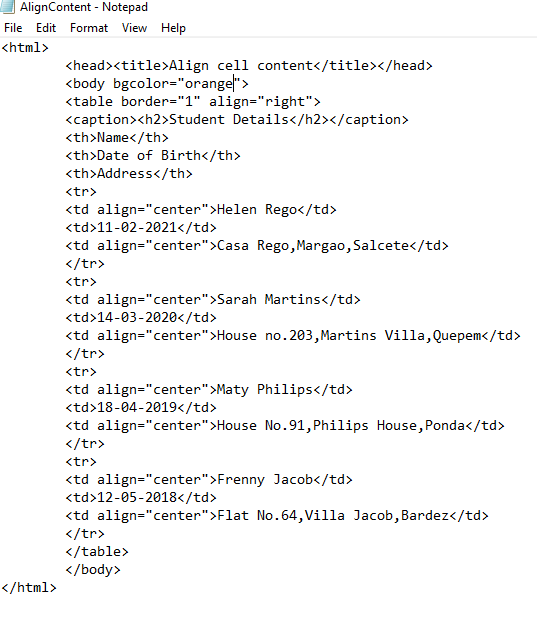 AlignContent - Notepad
File Edit Format View Help
<html>
<head><title>Align cell content</title></head>
<body bgcolor="orange">
<table border="1" align="right">
<caption><h2>Student Details</h2></caption>
<th>Name</th>
<th>Date of Birth</th>
<th>Address</th>
<tr>
<td align="center">Helen Rego</td>
<td>11-02-2021</td>
<td align="center">Casa Rego,Margao,Salcete</td>
</tr>
<tr>
<td align="center">Sarah Martins</td>
<td>14-03-2020</td>
<td align="center">House no.203,Martins Villa,Quepem</td>
</tr>
<tr>
<td align="center">Maty Philips</td>
<td>18-04-2019</td>
<td align="center">House No.91,Philips House,Ponda</td>
</tr>
<tr>
<td align="center">Frenny Jacob</td>
<td>12-05-2018</td>
<td align="center">Flat No.64,Villa Jacob,Bardez</td>
</tr>
</table>
</body>
</html>